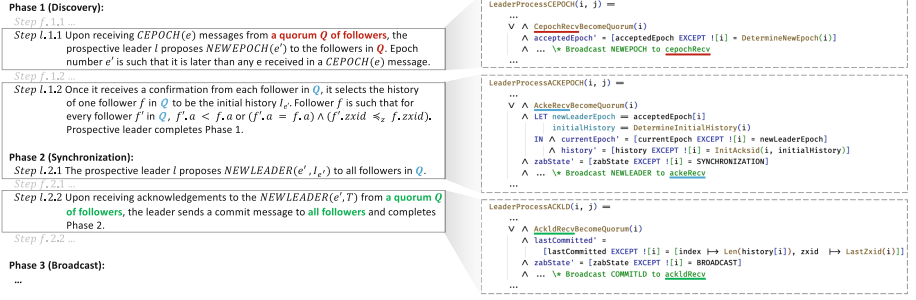 Phase 1 (Discovery):
Step f.1.1 ...
Step l.1.1 Upon receiving CEPOCH(e) messages from a quorum Q of followers, the
prospective leader l proposes NEWEPOCH(e′) to the followers in Q. Epoch
number e′ is such that it is later than any e received in a CEPOCH(e) message.
Step f.1.2 ...
Step l.1.2 Once it receives a confirmation from each follower in Q, it selects the
history of one follower f in Q to be the initial history Iₑ′. Follower f is such that for
every follower f′ in Q, f′.a < f.a or (f′.a = f.a) ∧ (f′.zxid ≼z f.zxid).
Prospective leader completes Phase 1.
Phase 2 (Synchronization):
Step l.2.1 The prospective leader l proposes NEWLEADER(e′, Iₑ′) to all followers in Q.
Step f.2.1 ...
Step l.2.2 Upon receiving acknowledgements to the NEWLEADER(e′, T) from a quorum Q
of followers, the leader sends a commit message to all followers and completes
Phase 2.
Step f.2.2 ...
Phase 3 (Broadcast):
...
LeaderProcessCEPOCH(i, j) ==
...
∨ ∧ CepochRecvBecomeQuorum(i)
∧ acceptedEpoch' = [acceptedEpoch EXCEPT ![i] = DetermineNewEpoch(i)]
∧ ... \* Broadcast NEWEPOCH to cepochRecv
LeaderProcessACKEPOCH(i, j) ==
...
∨ ∧ AckeRecvBecomeQuorum(i)
∧ LET newLeaderEpoch == acceptedEpoch[i]
initialHistory == DetermineInitialHistory(i)
IN ∧ currentEpoch' = [currentEpoch EXCEPT ![i] = newLeaderEpoch]
∧ history' = [history EXCEPT ![i] = InitAcksid(i, initialHistory)]
∧ zabState' = [zabState EXCEPT ![i] = SYNCHRONIZATION]
∧ ... \* Broadcast NEWLEADER to ackeRecv
LeaderProcessACKLD(i, j) ==
...
∨ ∧ AckldRecvBecomeQuorum(i)
∧ lastCommitted' =
[lastCommitted EXCEPT ![i] = [index ↦ Len(history[i]), zxid ↦ LastZxid(i)]]
∧ zabState' = [zabState EXCEPT ![i] = BROADCAST]
∧ ... \* Broadcast COMMITLD to ackldRecv